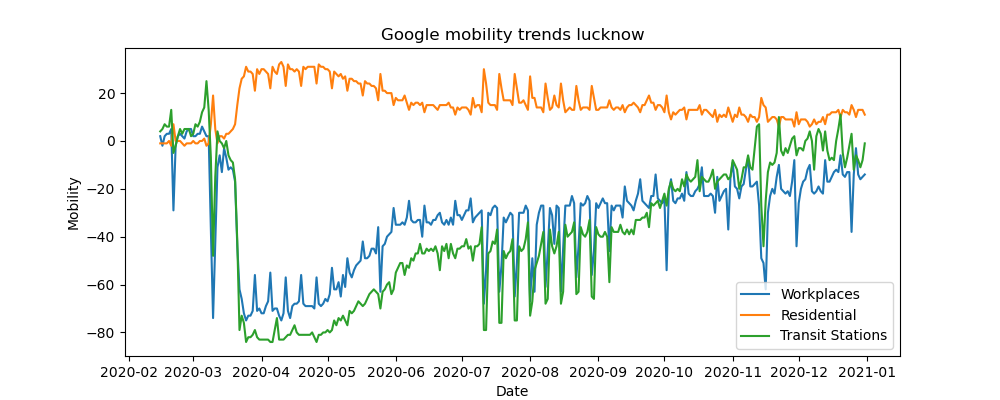 Google mobility trends lucknow
Mobility
20
0
−20
−40
−60
−80
Workplaces
Residential
Transit Stations
2020-02 2020-03 2020-04 2020-05 2020-06 2020-07 2020-08 2020-09 2020-10 2020-11 2020-12 2021-01
Date